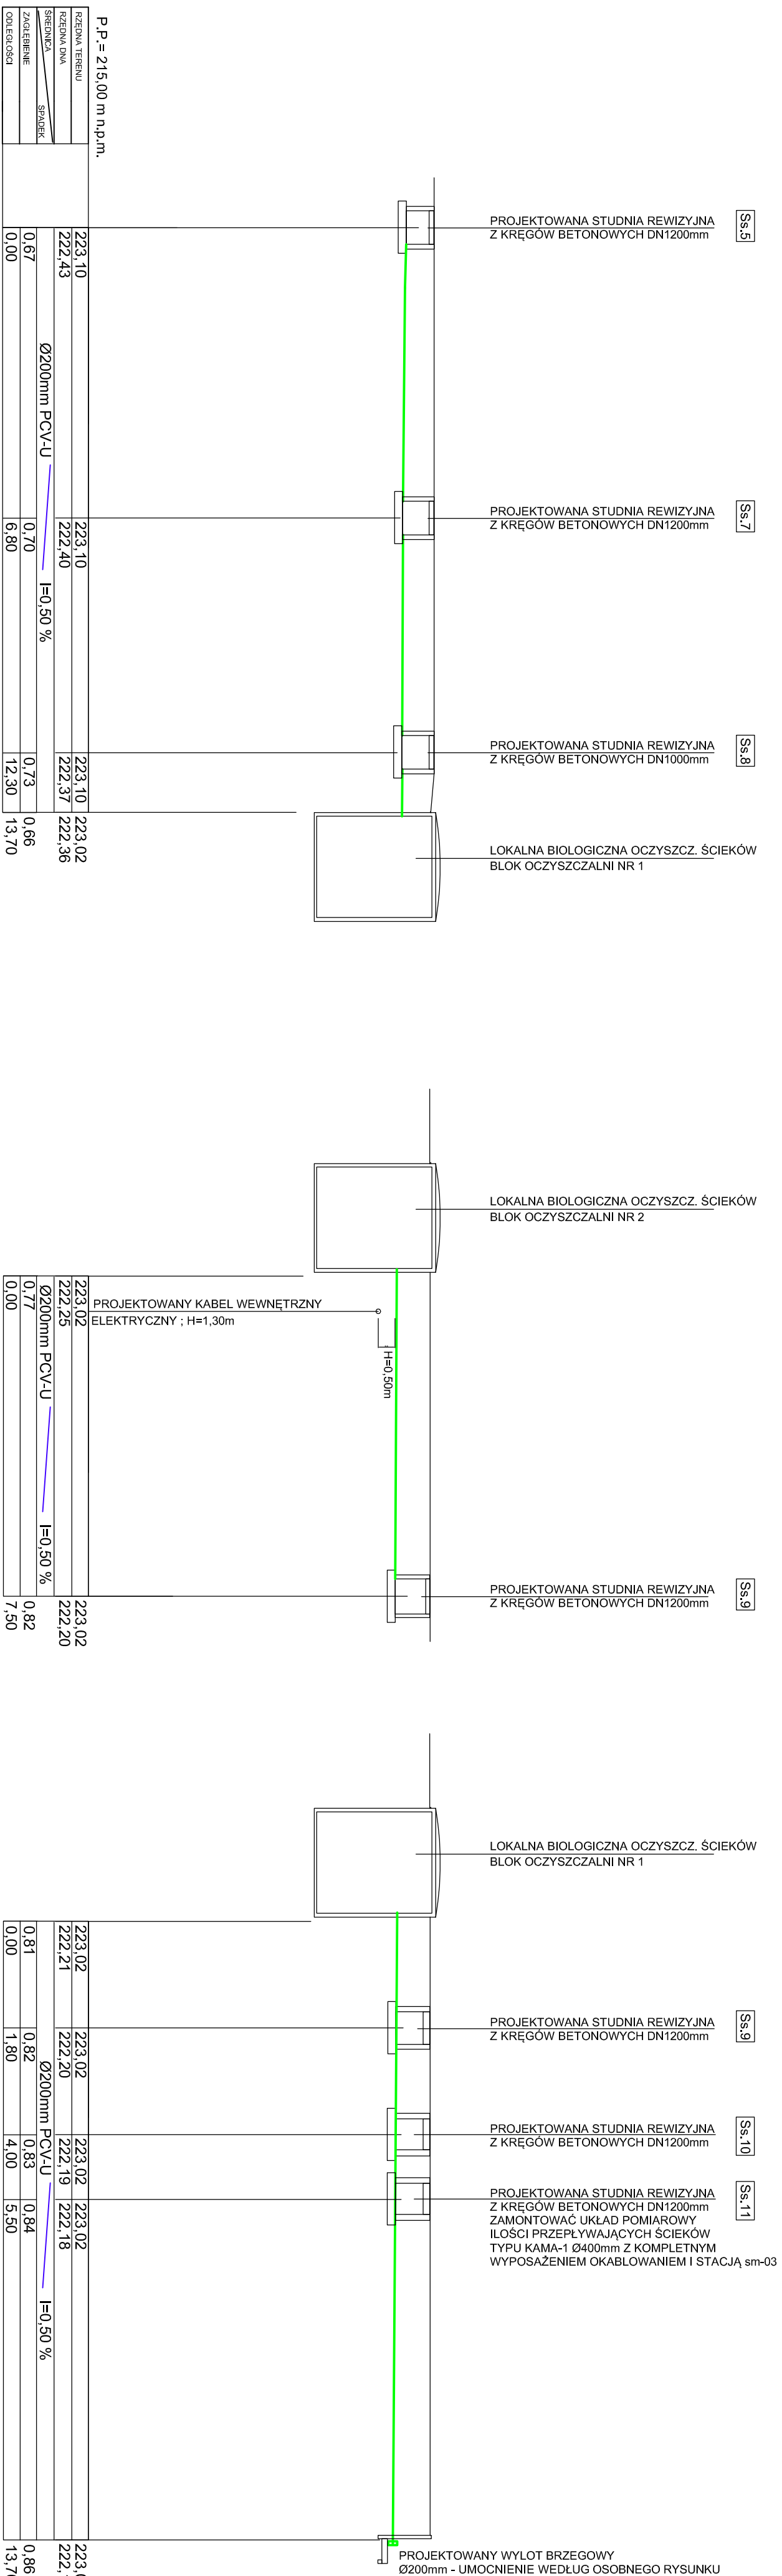 Ss.5
PROJEKTOWANA STUDNIA REWIZYJNA
Z KRĘGÓW BETONOWYCH DN1200mm
Ss.7
PROJEKTOWANA STUDNIA REWIZYJNA
Z KRĘGÓW BETONOWYCH DN1200mm
Ss.8
PROJEKTOWANA STUDNIA REWIZYJNA
Z KRĘGÓW BETONOWYCH DN1000mm
LOKALNA BIOLOGICZNA OCZYSZCZ. ŚCIEKÓW
BLOK OCZYSZCZALNI NR 1
P.P.= 215,00 m n.p.m.
RZĘDNA TERENU
223,10 223,10 223,10 223,02
RZĘDNA DNA
222,43 222,40 222,37 222,36
ŚREDNICA SPADEK
Ø200mm PCV-U I=0,50 %
ZAGŁĘBIENIE
0,67 0,70 0,73 0,66
ODLEGŁOŚCI
0,00 6,80 12,30 13,70
LOKALNA BIOLOGICZNA OCZYSZCZ. ŚCIEKÓW
BLOK OCZYSZCZALNI NR 2
PROJEKTOWANY KABEL WEWNĘTRZNY
ELEKTRYCZNY ; H=1,30m
H=0,50m
Ss.9
PROJEKTOWANA STUDNIA REWIZYJNA
Z KRĘGÓW BETONOWYCH DN1200mm
223,02 223,02
222,25 222,20
Ø200mm PCV-U I=0,50 %
0,77 0,82
0,00 7,50
LOKALNA BIOLOGICZNA OCZYSZCZ. ŚCIEKÓW
BLOK OCZYSZCZALNI NR 1
Ss.9
PROJEKTOWANA STUDNIA REWIZYJNA
Z KRĘGÓW BETONOWYCH DN1200mm
Ss.10
PROJEKTOWANA STUDNIA REWIZYJNA
Z KRĘGÓW BETONOWYCH DN1200mm
Ss.11
PROJEKTOWANA STUDNIA REWIZYJNA
Z KRĘGÓW BETONOWYCH DN1200mm
ZAMONTOWAĆ UKŁAD POMIAROWY
ILOŚCI PRZEPŁYWAJĄCYCH ŚCIEKÓW
TYPU KAMA-1 Ø400mm Z KOMPLETNYM
WYPOSAŻENIEM OKABLOWANIEM I STACJĄ sm-03
PROJEKTOWANY WYLOT BRZEGOWY
Ø200mm - UMOCNIENIE WEDŁUG OSOBNEGO RYSUNKU
223,02 223,02 223,02 223,02
222,21 222,20 222,19 222,18
Ø200mm PCV-U I=0,50 %
0,81 0,82 0,83 0,84 0,86
0,00 1,80 4,00 5,50